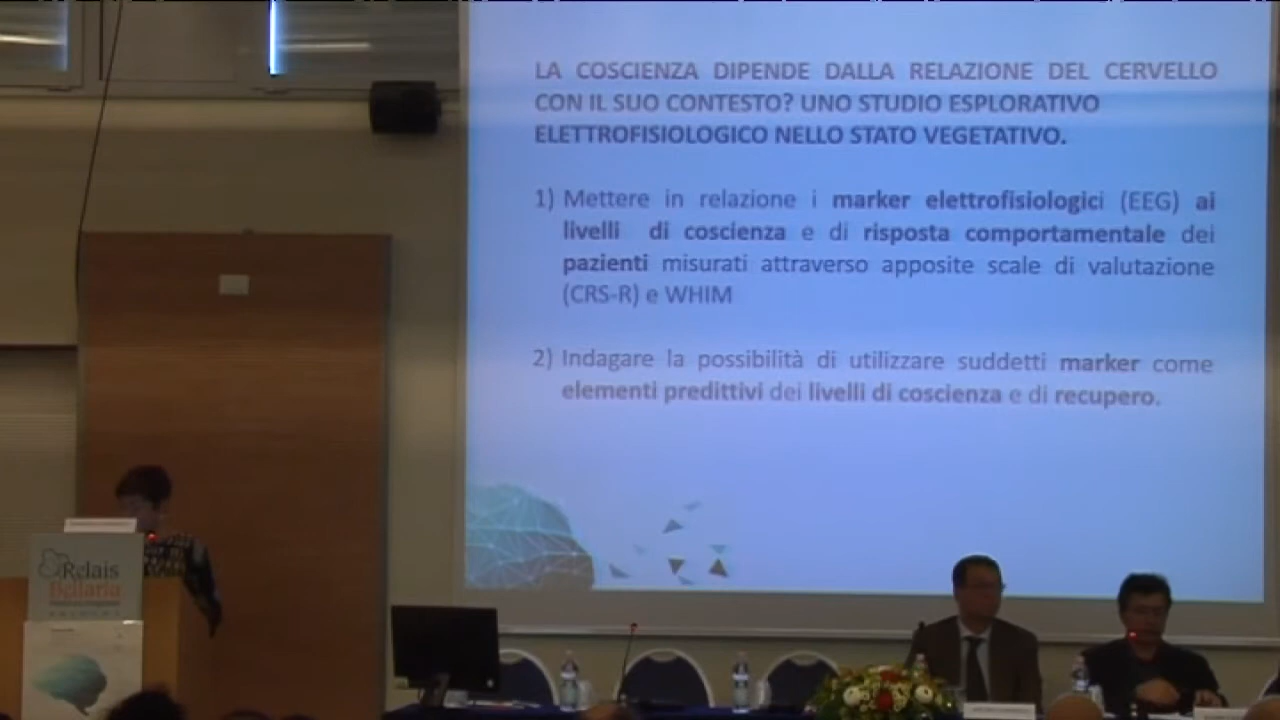 LA COSCIENZA DIPENDE DALLA RELAZIONE DEL CERVELLO
CON IL SUO CONTESTO? UNO STUDIO ESPLORATIVO
ELETTROFISIOLOGICO NELLO STATO VEGETATIVO.
1) Mettere in relazione i marker elettrofisiologici (EEG) ai
livelli di coscienza e di risposta comportamentale dei
pazienti misurati attraverso apposite scale di valutazione
(CRS-R) e WHIM
2) Indagare la possibilità di utilizzare suddetti marker come
elementi predittivi dei livelli di coscienza e di recupero.
Relais
Bellaria